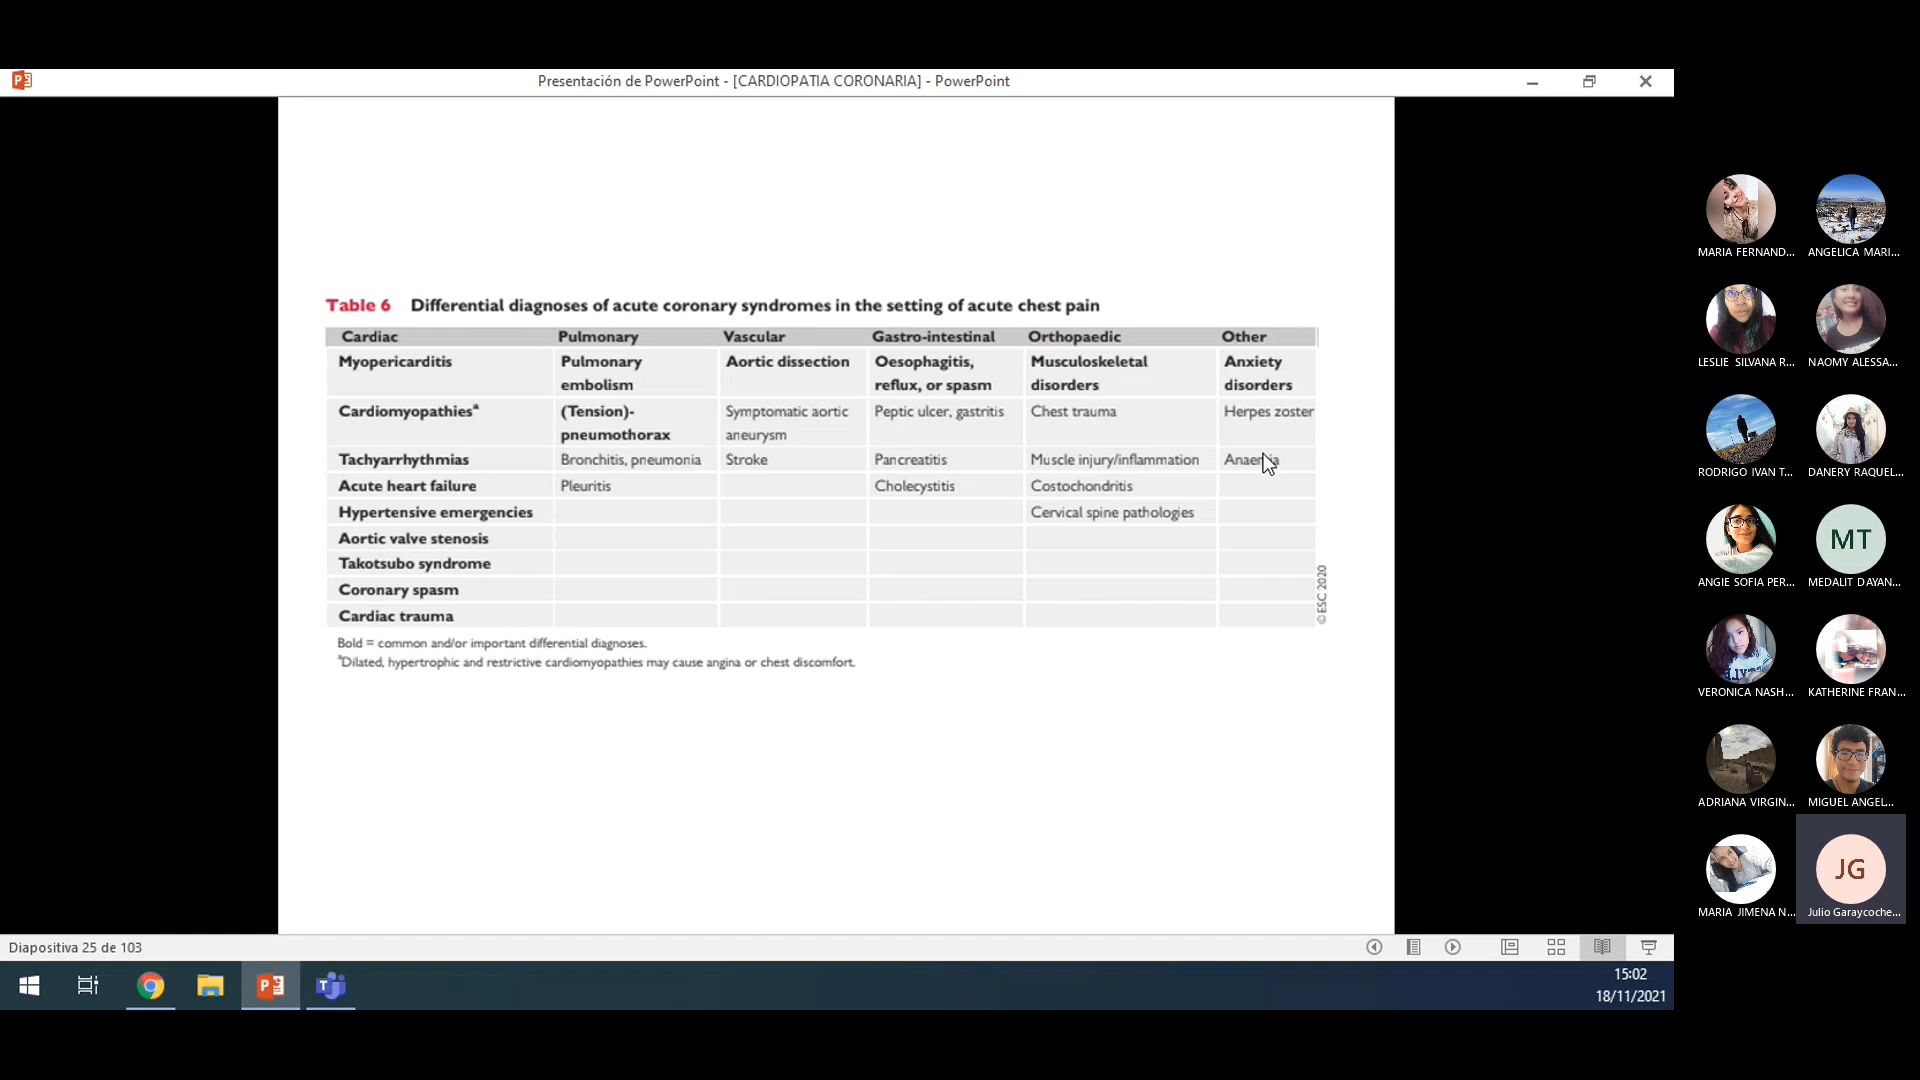 Presentación de PowerPoint - [CARDIOPATIA CORONARIA] - PowerPoint
Table 6 Differential diagnoses of acute coronary syndromes in the setting of acute chest pain
Cardiac Pulmonary Vascular Gastro-intestinal Orthopaedic Other
Myopericarditis Pulmonary embolism Aortic dissection Oesophagitis, reflux, or spasm Musculoskeletal disorders Anxiety disorders
Cardiomyopathiesª (Tension)-pneumothorax Symptomatic aortic aneurysm Peptic ulcer, gastritis Chest trauma Herpes zoster
Tachyarrhythmias Bronchitis, pneumonia Stroke Pancreatitis Muscle injury/inflammation Anaemia
Acute heart failure Pleuritis Cholecystitis Costochondritis
Hypertensive emergencies Cervical spine pathologies
Aortic valve stenosis
Takotsubo syndrome
Coronary spasm
Cardiac trauma
©ESC 2020
Bold = common and/or important differential diagnoses.
ªDilated, hypertrophic and restrictive cardiomyopathies may cause angina or chest discomfort.
Diapositiva 25 de 103
15:02
18/11/2021
MARIA FERNAND... ANGELICA MARI...
LESLIE SILVANA R... NAOMY ALESSA...
RODRIGO IVAN T... DANERY RAQUEL...
MT
ANGIE SOFIA PER... MEDALIT DAYAN...
VERONICA NASH... KATHERINE FRAN...
ADRIANA VIRGIN... MIGUEL ANGEL...
JG
MARIA JIMENA N... Julio Garaycoche...